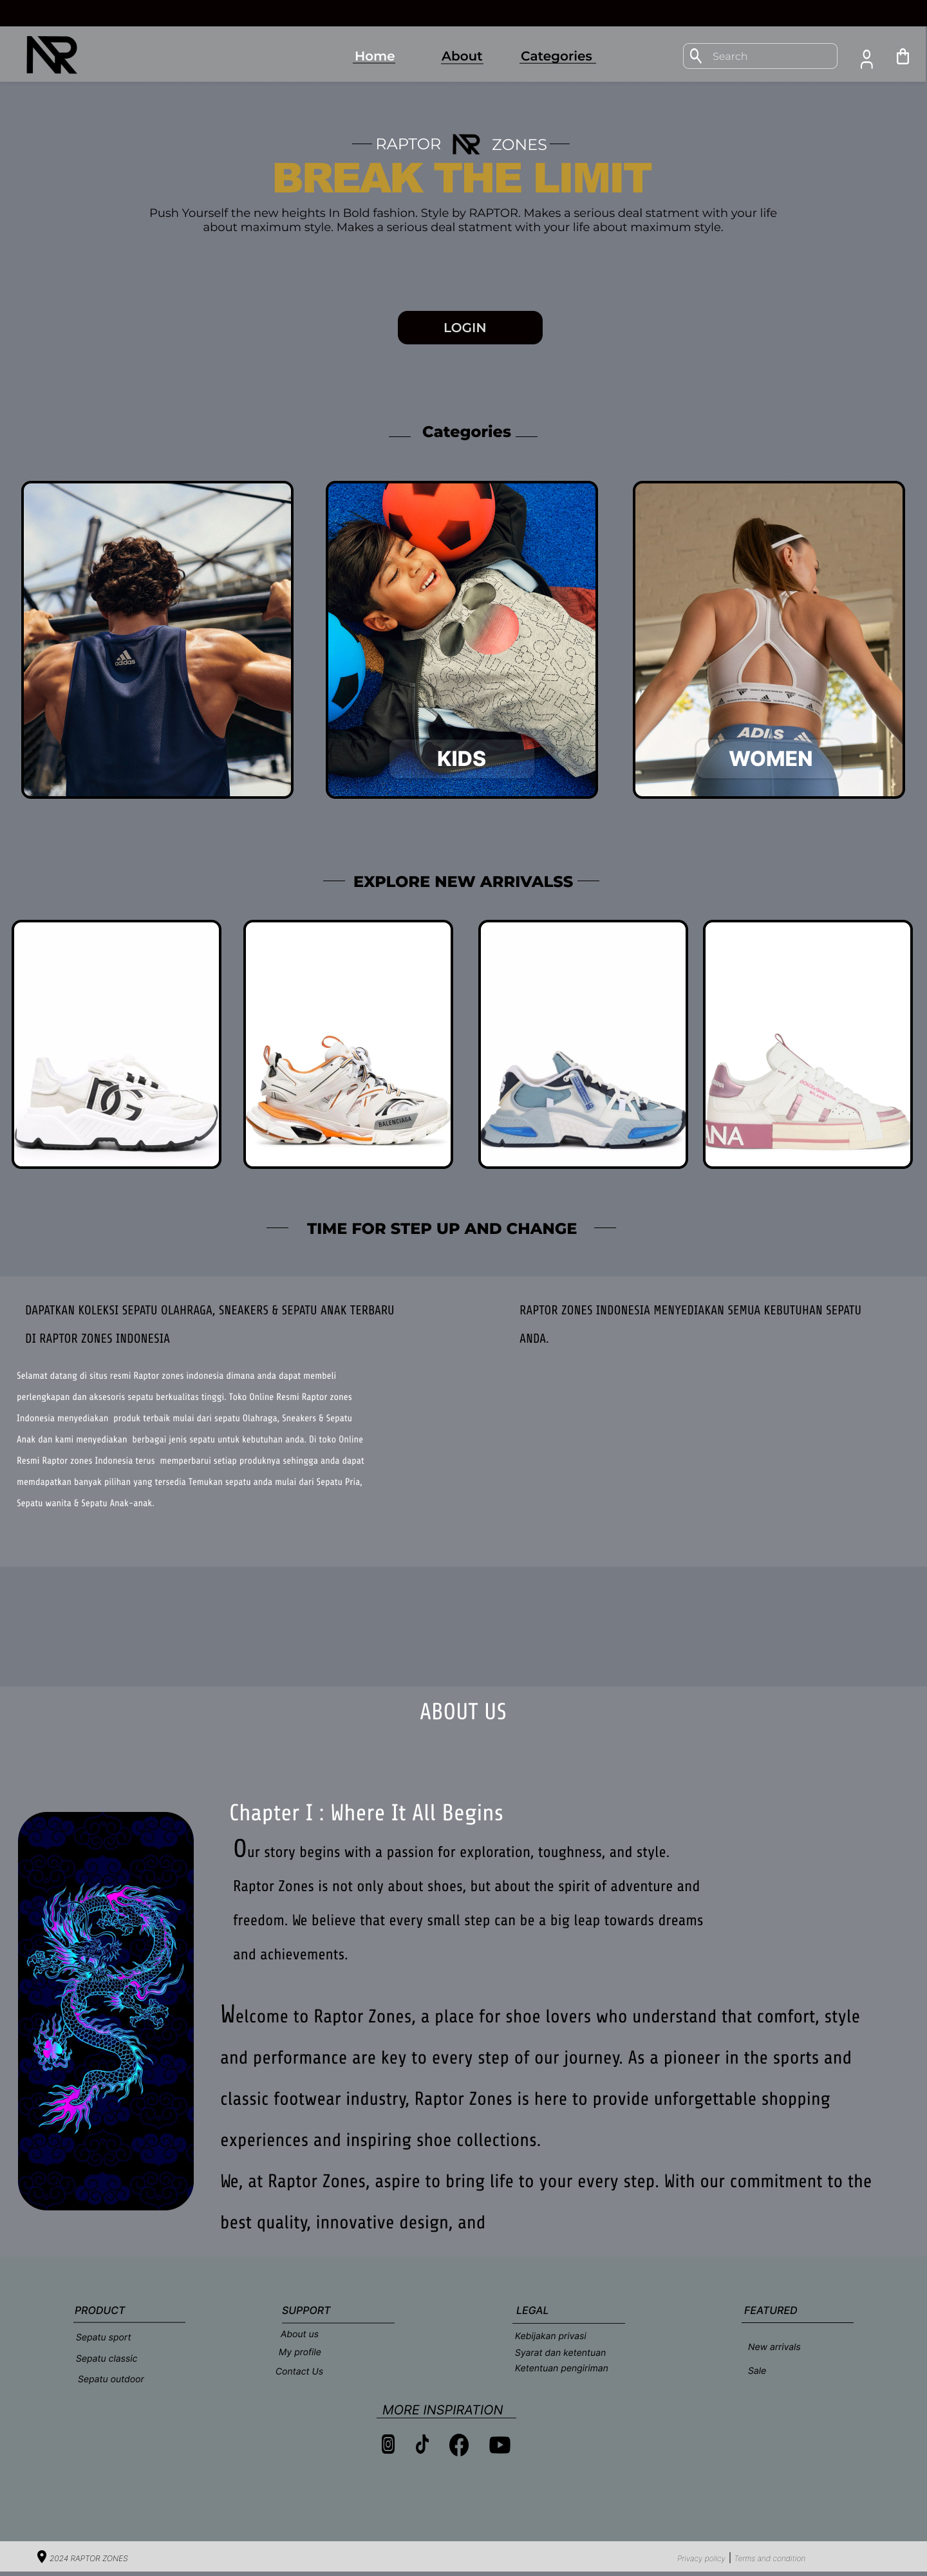 Home About Categories Search
RAPTOR NR ZONES
BREAK THE LIMIT
Push Yourself the new heights In Bold fashion. Style by RAPTOR. Makes a serious deal statment with your life
about maximum style. Makes a serious deal statment with your life about maximum style.
LOGIN
Categories
adidas
KIDS
ADIDAS
WOMEN
EXPLORE NEW ARRIVALSS
DG
BALENCIAGA
ANA
TIME FOR STEP UP AND CHANGE
DAPATKAN KOLEKSI SEPATU OLAHRAGA, SNEAKERS & SEPATU ANAK TERBARU
DI RAPTOR ZONES INDONESIA
Selamat datang di situs resmi Raptor zones indonesia dimana anda dapat membeli
perlengkapan dan aksesoris sepatu berkualitas tinggi. Toko Online Resmi Raptor zones
Indonesia menyediakan produk terbaik mulai dari sepatu Olahraga, Sneakers & Sepatu
Anak dan kami menyediakan berbagai jenis sepatu untuk kebutuhan anda. Di toko Online
Resmi Raptor zones Indonesia terus memperbarui setiap produknya sehingga anda dapat
memdapatkan banyak pilihan yang tersedia Temukan sepatu anda mulai dari Sepatu Pria,
Sepatu wanita & Sepatu Anak-anak.
RAPTOR ZONES INDONESIA MENYEDIAKAN SEMUA KEBUTUHAN SEPATU
ANDA.
ABOUT US
Chapter I : Where It All Begins
Our story begins with a passion for exploration, toughness, and style.
Raptor Zones is not only about shoes, but about the spirit of adventure and
freedom. We believe that every small step can be a big leap towards dreams
and achievements.
Welcome to Raptor Zones, a place for shoe lovers who understand that comfort, style
and performance are key to every step of our journey. As a pioneer in the sports and
classic footwear industry, Raptor Zones is here to provide unforgettable shopping
experiences and inspiring shoe collections.
We, at Raptor Zones, aspire to bring life to your every step. With our commitment to the
best quality, innovative design, and
PRODUCT
Sepatu sport
Sepatu classic
Sepatu outdoor
SUPPORT
About us
My profile
Contact Us
LEGAL
Kebijakan privasi
Syarat dan ketentuan
Ketentuan pengiriman
FEATURED
New arrivals
Sale
MORE INSPIRATION
2024 RAPTOR ZONES
Privacy policy | Terms and condition